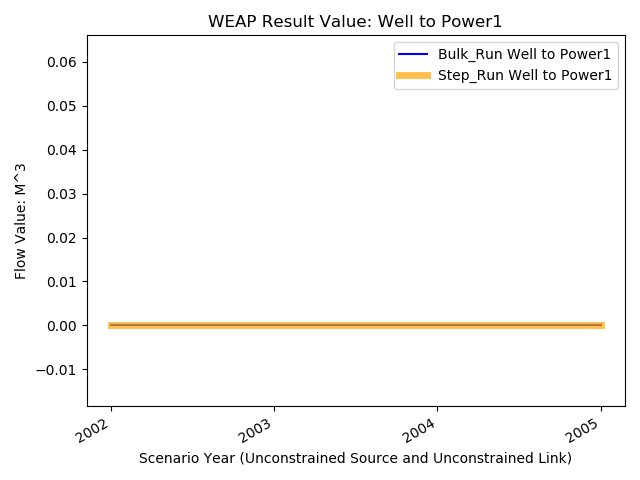 WEAP Result Value: Well to Power1
Bulk_Run Well to Power1
Step_Run Well to Power1
Flow Value: M^3
0.06
0.05
0.04
0.03
0.02
0.01
0.00
−0.01
2002
2003
2004
2005
Scenario Year (Unconstrained Source and Unconstrained Link)